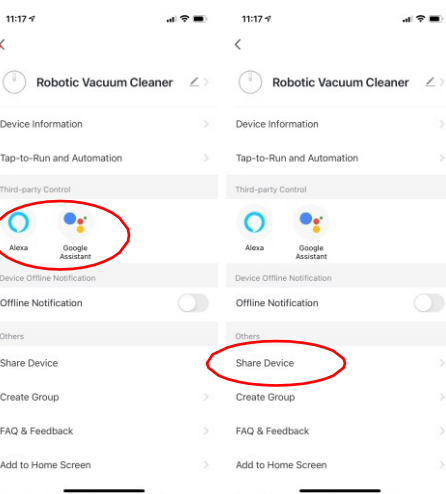 11:17
Robotic Vacuum Cleaner
Device Information
Tap-to-Run and Automation
Third-party Control
Alexa
Google
Assistant
Device Offline Notification
Offline Notification
Others
Share Device
Create Group
FAQ & Feedback
Add to Home Screen
11:17
Robotic Vacuum Cleaner
Device Information
Tap-to-Run and Automation
Third-party Control
Alexa
Google
Assistant
Device Offline Notification
Offline Notification
Others
Share Device
Create Group
FAQ & Feedback
Add to Home Screen